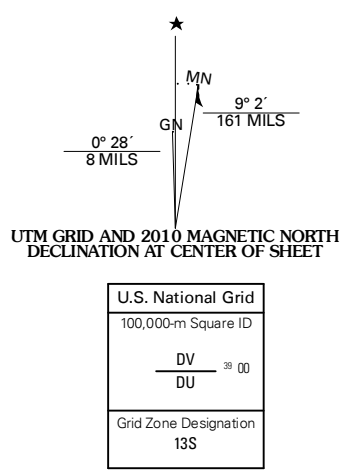 ★
MN
9° 2´
161 MILS
GN
0° 28´
8 MILS
UTM GRID AND 2010 MAGNETIC NORTH
DECLINATION AT CENTER OF SHEET
U.S. National Grid
100,000-m Square ID
DV
39 00
DU
Grid Zone Designation
13S